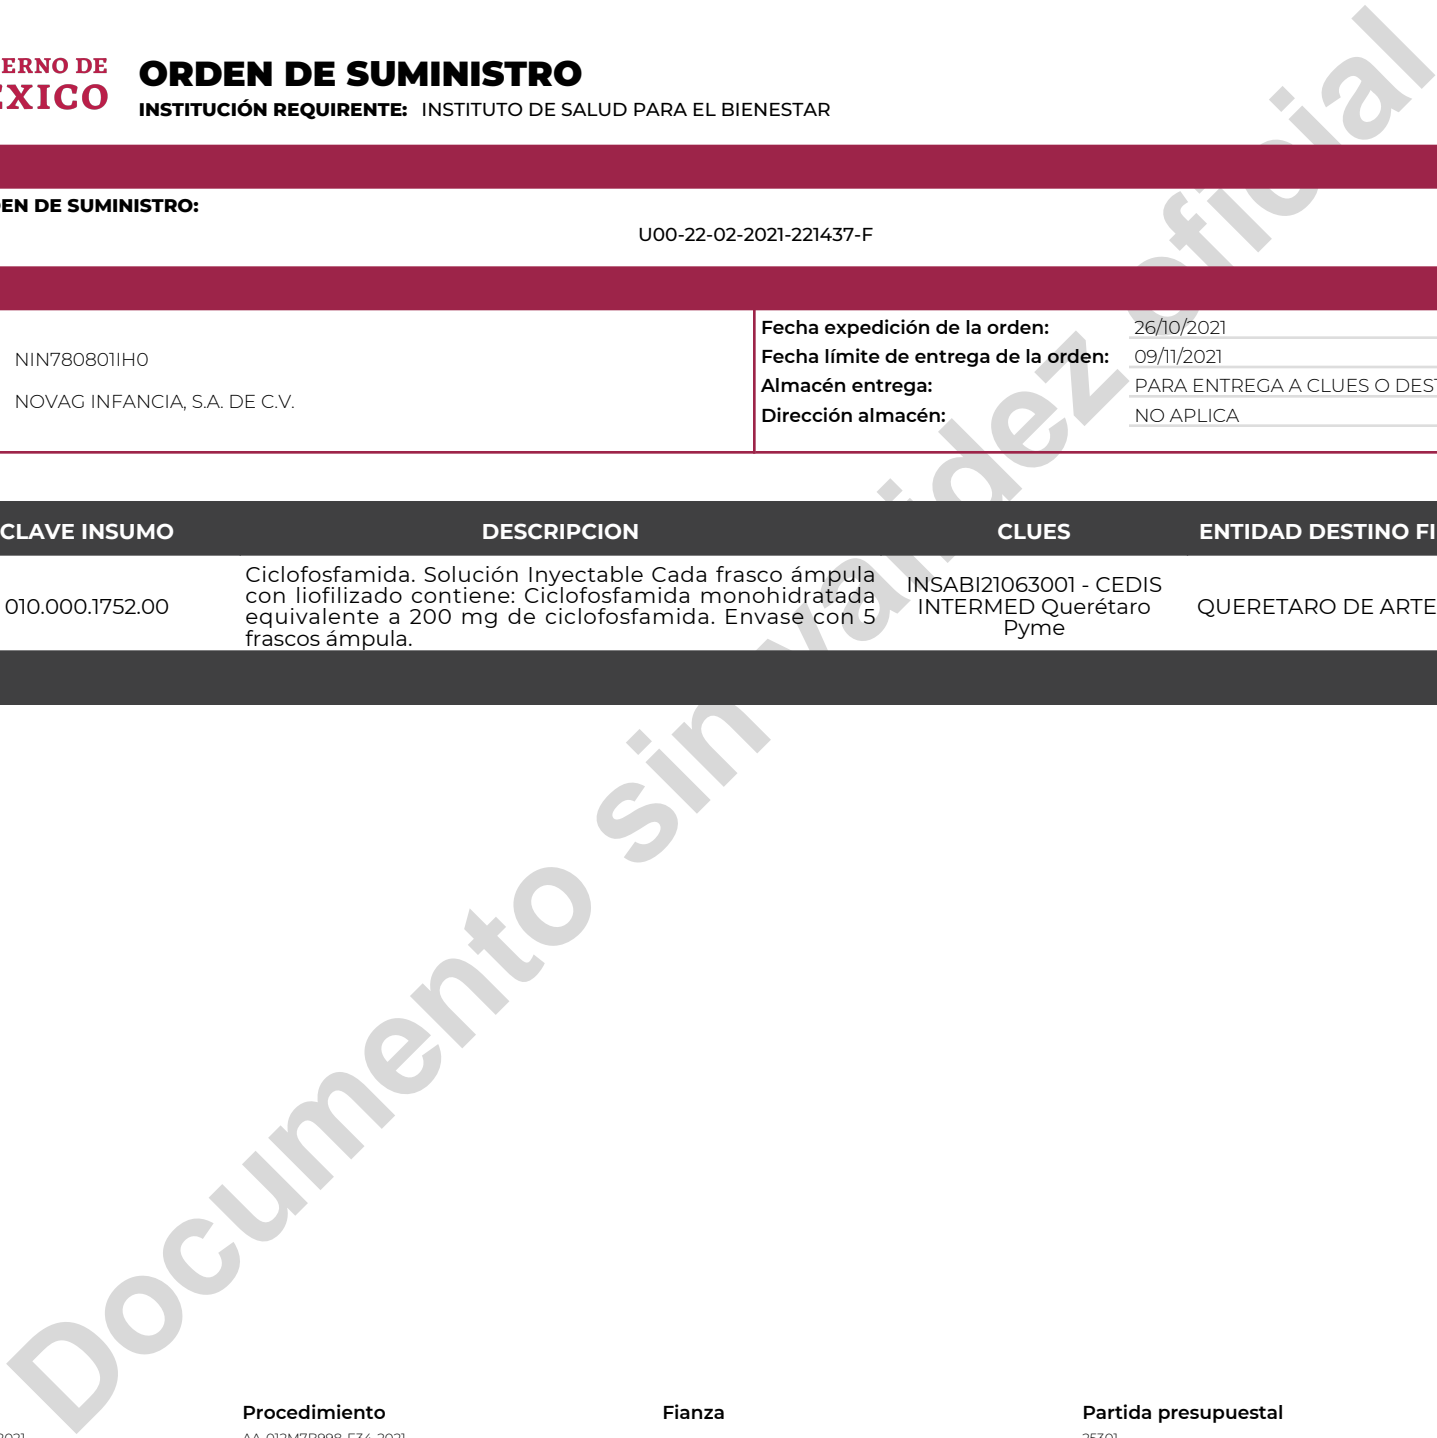 ERNO DE
EXICO
ORDEN DE SUMINISTRO
INSTITUCIÓN REQUIRENTE: INSTITUTO DE SALUD PARA EL BIENESTAR
EN DE SUMINISTRO:
U00-22-02-2021-221437-F
NIN780801IH0
NOVAG INFANCIA, S.A. DE C.V.
Fecha expedición de la orden: 26/10/2021
Fecha límite de entrega de la orden: 09/11/2021
Almacén entrega: PARA ENTREGA A CLUES O DEST
Dirección almacén: NO APLICA
CLAVE INSUMO DESCRIPCION CLUES ENTIDAD DESTINO FI
010.000.1752.00
Ciclofosfamida. Solución Inyectable Cada frasco ámpula
con liofilizado contiene: Ciclofosfamida monohidratada
equivalente a 200 mg de ciclofosfamida. Envase con 5
frascos ámpula.
INSABI21063001 - CEDIS
INTERMED Querétaro
Pyme
QUERETARO DE ARTE
Documento sin validez oficial
Procedimiento Fianza Partida presupuestal